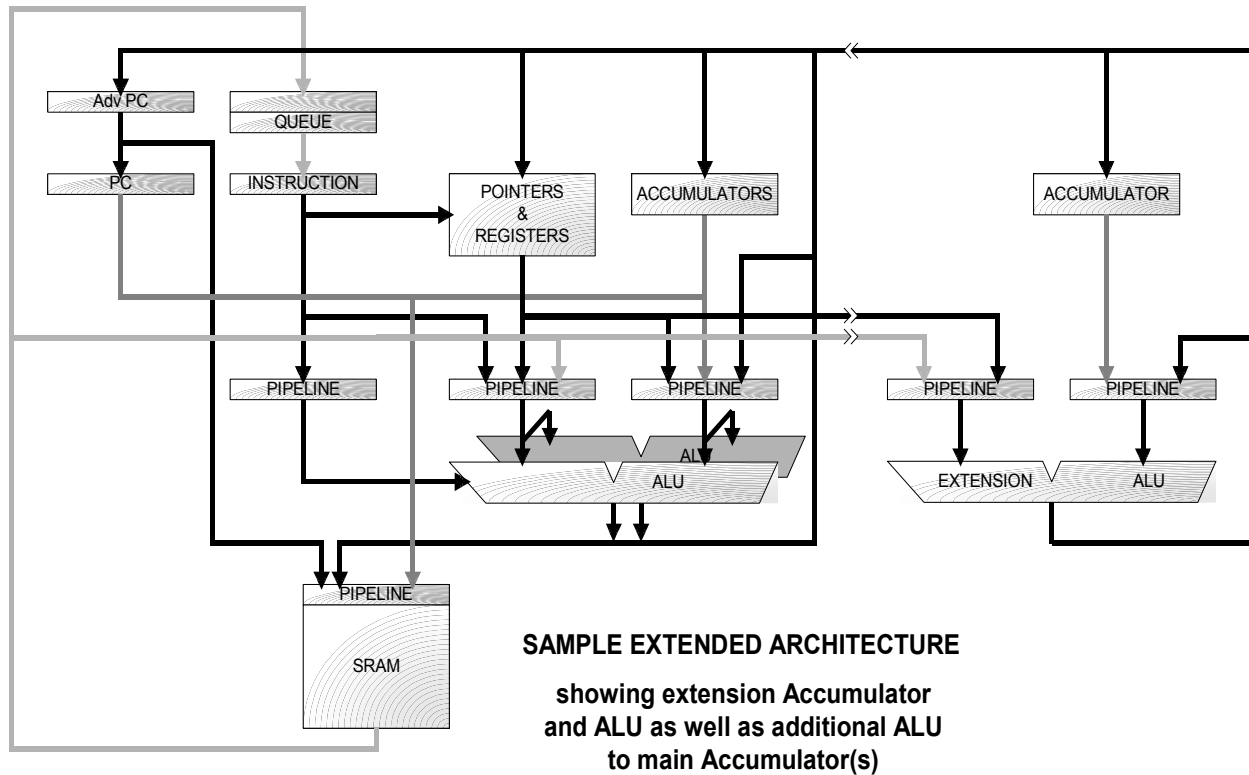 Adv PC
QUEUE
PC
INSTRUCTION
POINTERS
&
REGISTERS
ACCUMULATORS
ACCUMULATOR
PIPELINE
PIPELINE
PIPELINE
PIPELINE
PIPELINE
ALU
ALU
EXTENSION
ALU
PIPELINE
SRAM
SAMPLE EXTENDED ARCHITECTURE
showing extension Accumulator
and ALU as well as additional ALU
to main Accumulator(s)